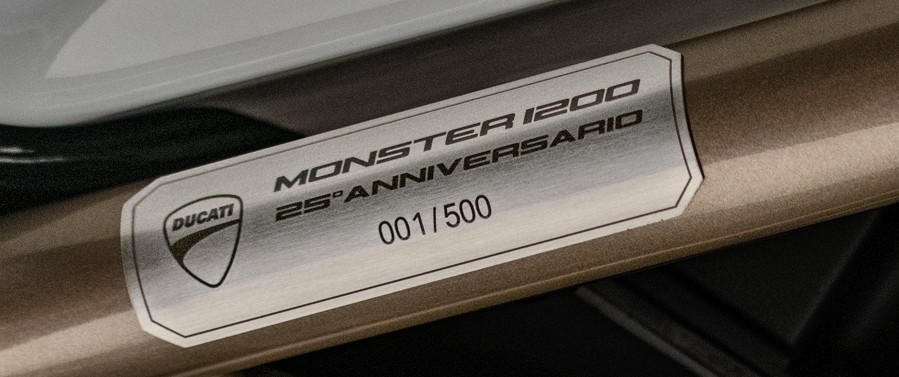 DUCATI
MONSTER 1200
25° ANNIVERSARIO
001/500